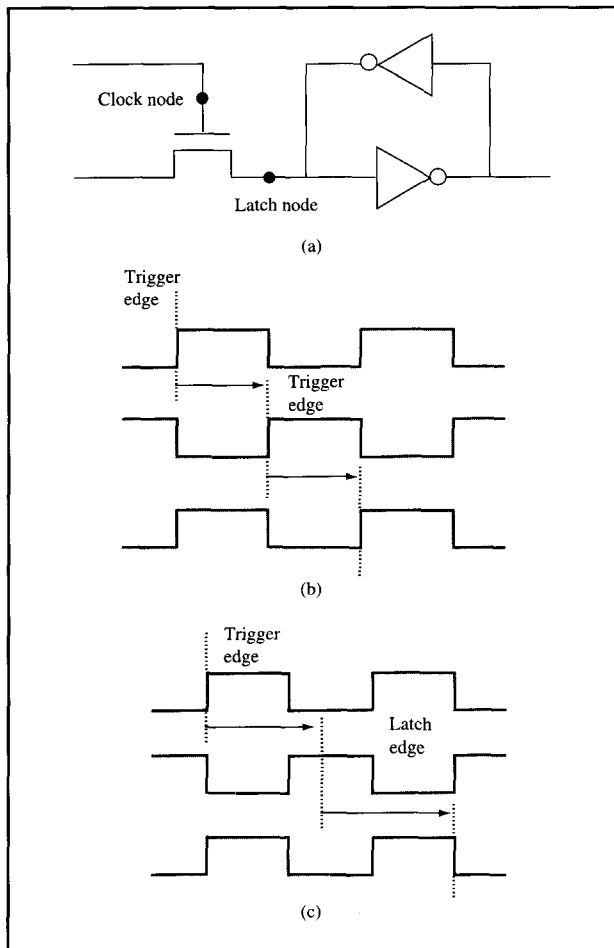 Clock node
Latch node
(a)
Trigger
edge
Trigger
edge
(b)
Trigger
edge
Latch
edge
(c)